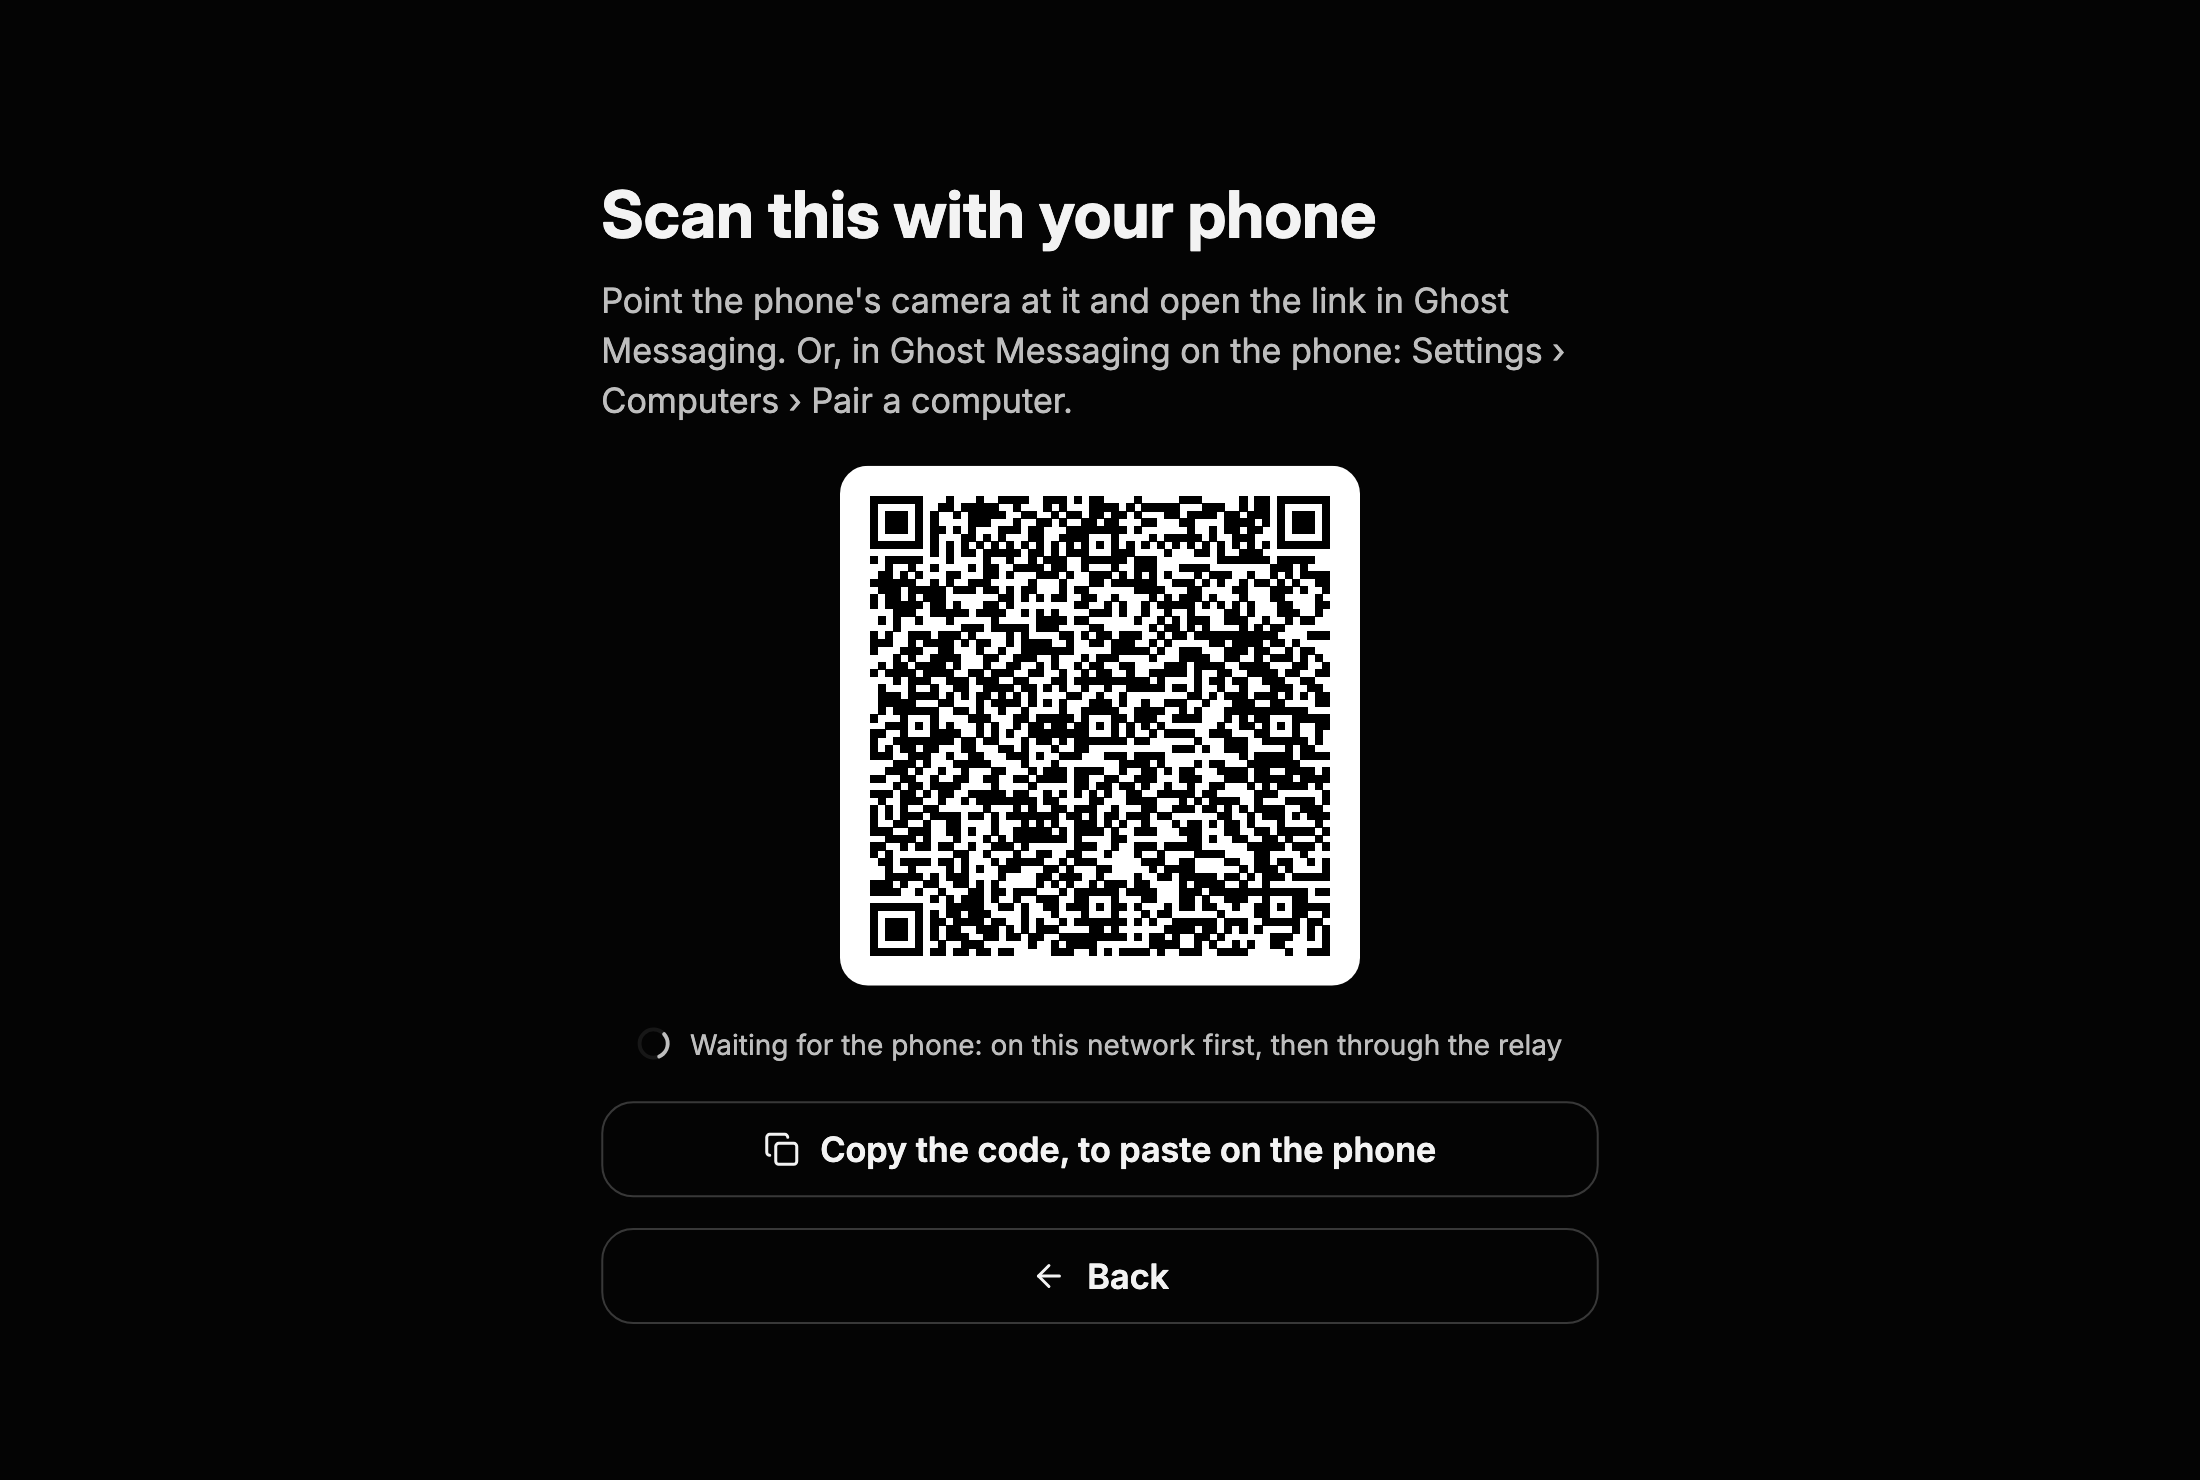 Scan this with your phone
Point the phone's camera at it and open the link in Ghost
Messaging. Or, in Ghost Messaging on the phone: Settings ›
Computers › Pair a computer.
Waiting for the phone: on this network first, then through the relay
Copy the code, to paste on the phone
Back